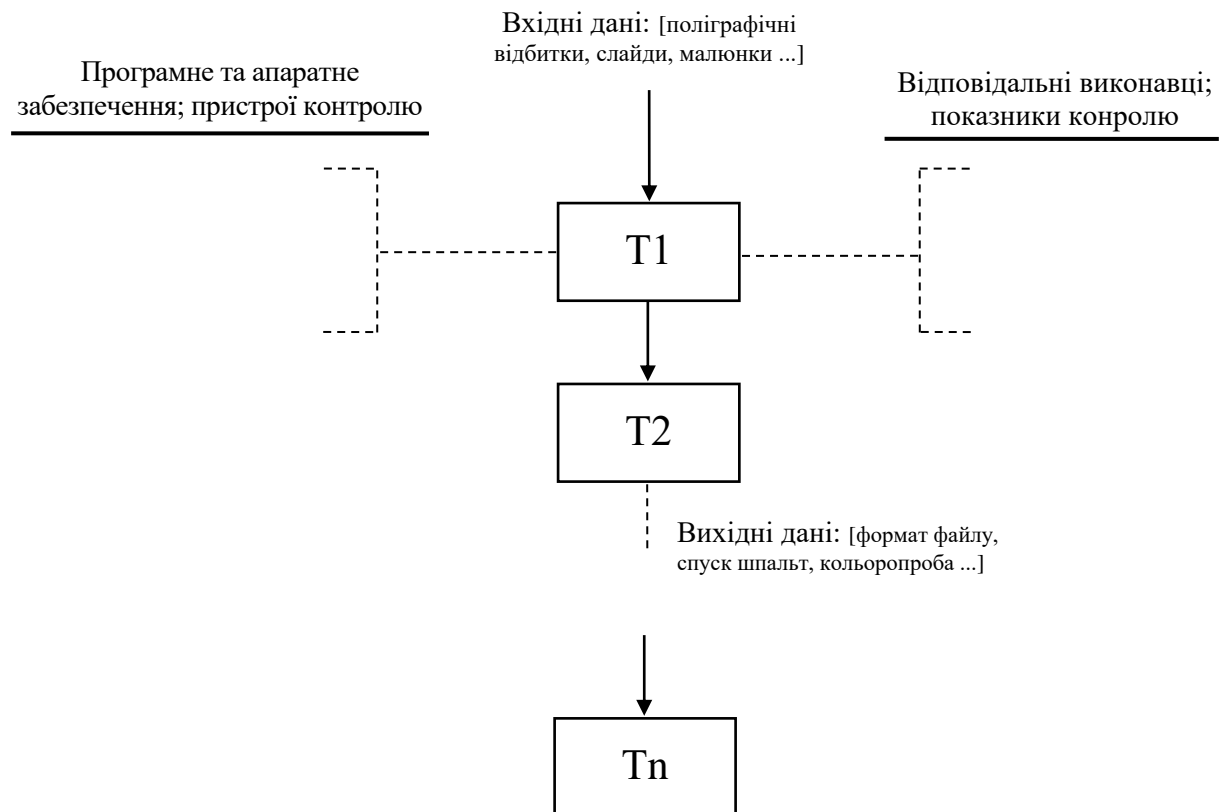 Вхідні дані: [поліграфічні
відбитки, слайди, малюнки ...]
Програмне та апаратне
забезпечення; пристрої контролю
Відповідальні виконавці;
показники конролю
T1
T2
Вихідні дані: [формат файлу,
спуск шпальт, кольоропроба ...]
Tn